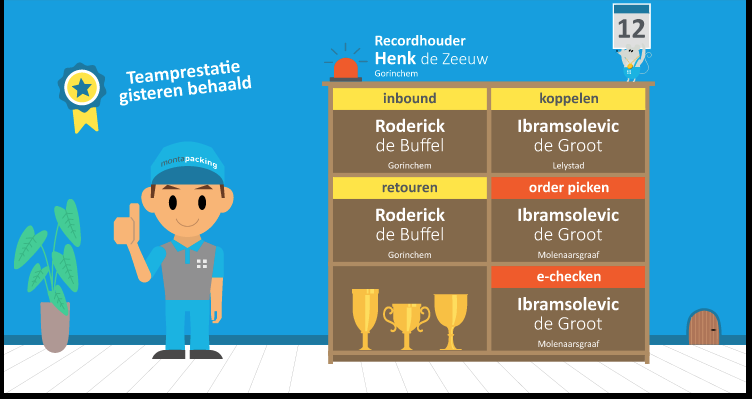 Teamprestatie
gisteren behaald
Recordhouder
Henk de Zeeuw
Gorinchem
12
inbound
Roderick
de Buffel
Gorinchem
koppelen
Ibramsolevic
de Groot
Lelystad
retouren
Roderick
de Buffel
Gorinchem
order picken
Ibramsolevic
de Groot
Molenaarsgraaf
e-checken
Ibramsolevic
de Groot
Molenaarsgraaf
montapacking